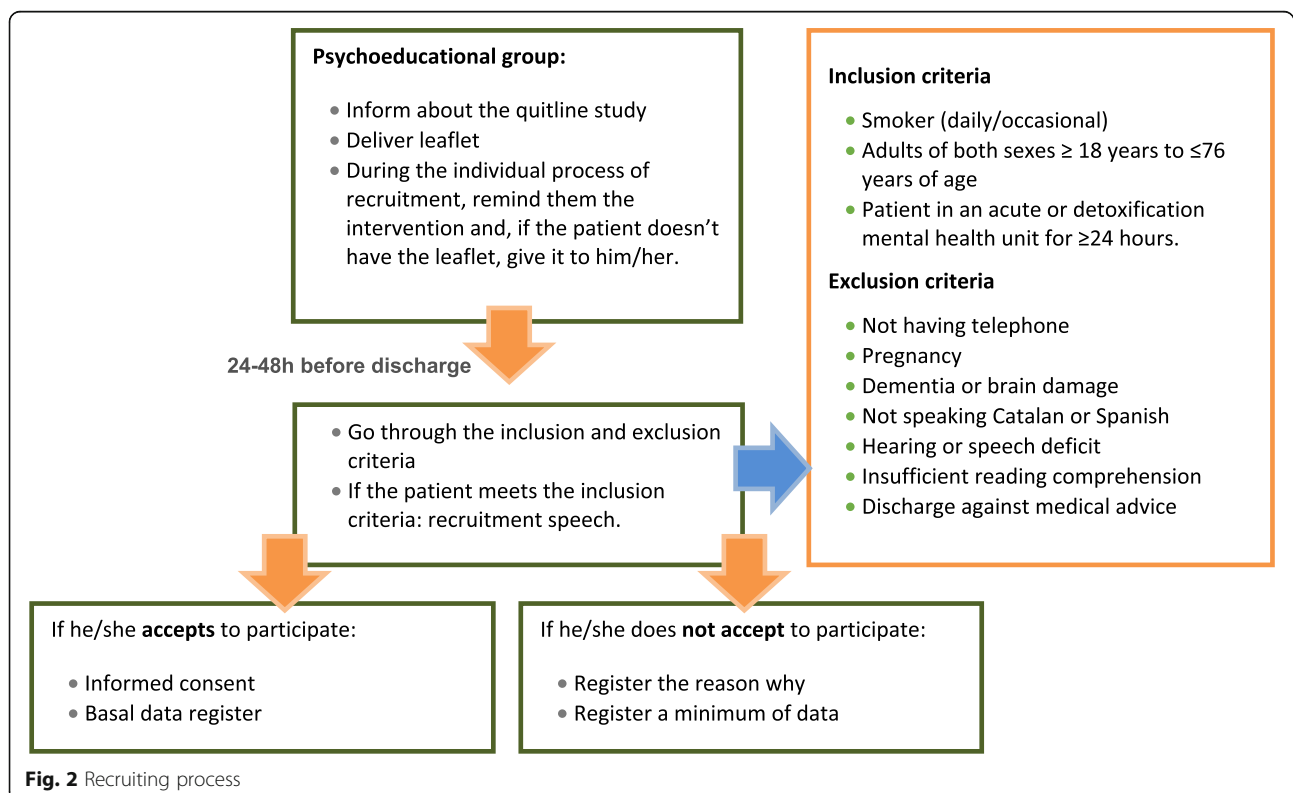 Psychoeducational group:
● Inform about the quitline study
● Deliver leaflet
● During the individual process of
recruitment, remind them the
intervention and, if the patient doesn’t
have the leaflet, give it to him/her.
24-48h before discharge
● Go through the inclusion and exclusion
criteria
● If the patient meets the inclusion
criteria: recruitment speech.
Inclusion criteria
● Smoker (daily/occasional)
● Adults of both sexes ≥ 18 years to ≤76
years of age
● Patient in an acute or detoxification
mental health unit for ≥24 hours.
Exclusion criteria
● Not having telephone
● Pregnancy
● Dementia or brain damage
● Not speaking Catalan or Spanish
● Hearing or speech deficit
● Insufficient reading comprehension
● Discharge against medical advice
If he/she accepts to participate:
● Informed consent
● Basal data register
If he/she does not accept to participate:
● Register the reason why
● Register a minimum of data
Fig. 2 Recruiting process